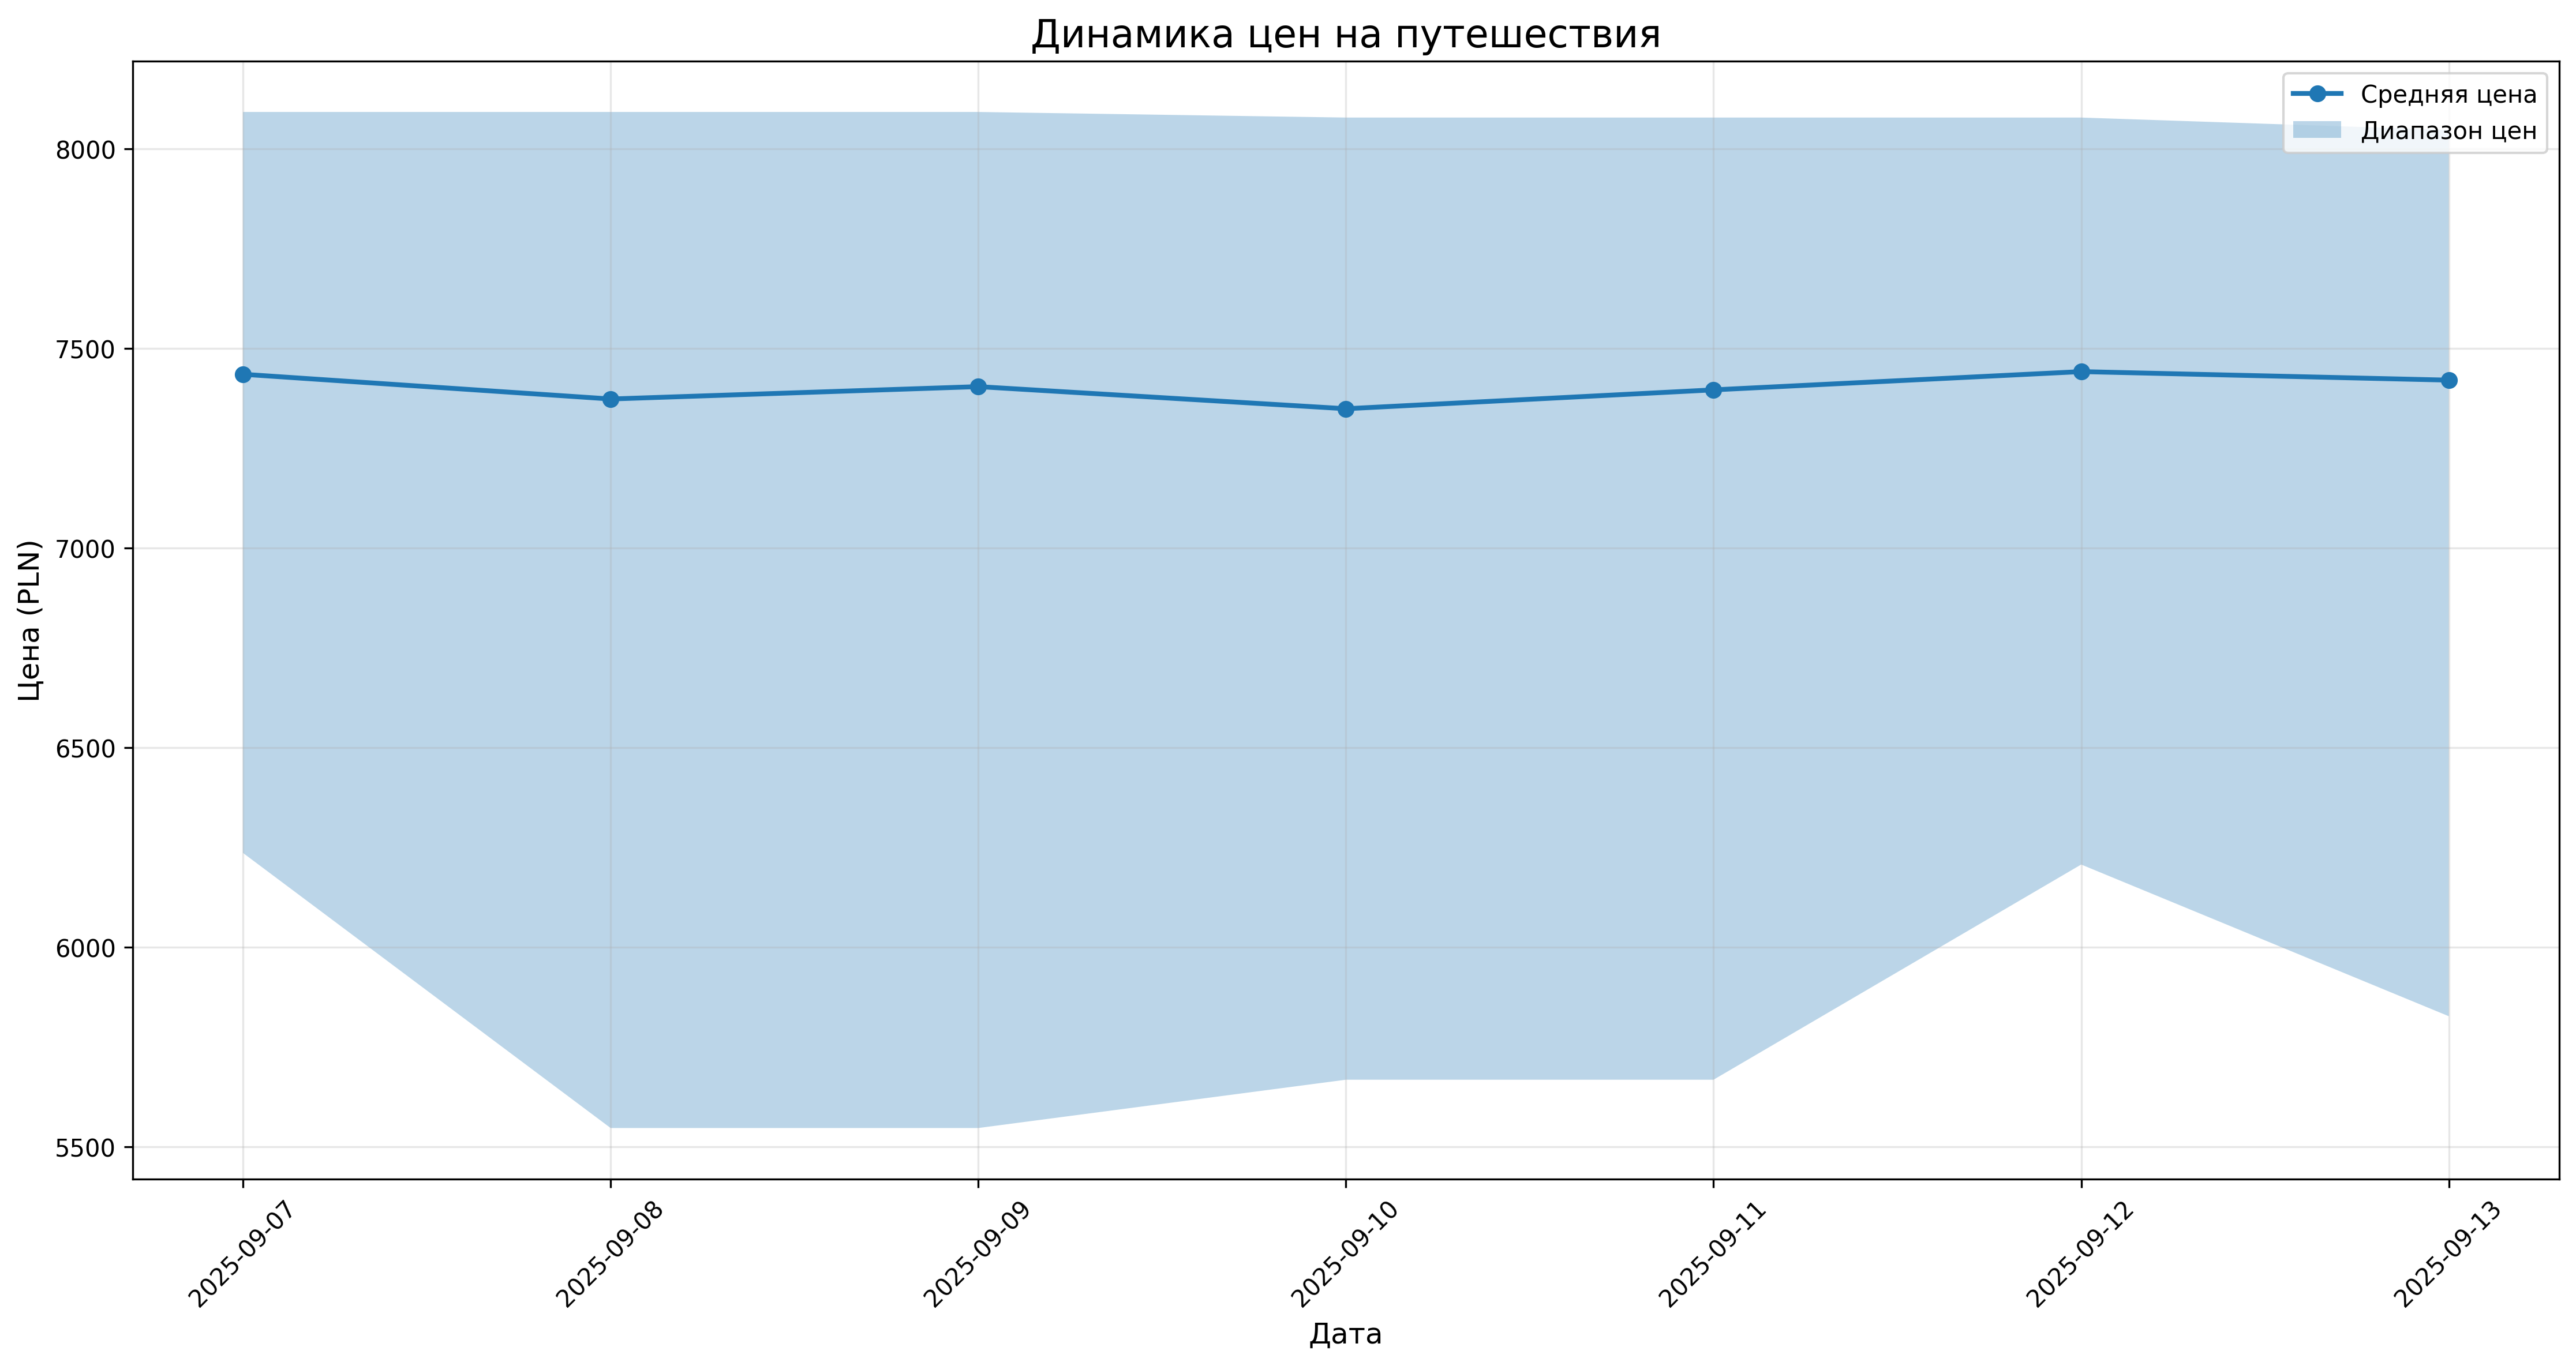 Динамика цен на путешествия
Средняя цена
Диапазон цен
8000
7500
7000
6500
6000
5500
Цена (PLN)
2025-09-07
2025-09-08
2025-09-09
2025-09-10
2025-09-11
2025-09-12
2025-09-13
Дата